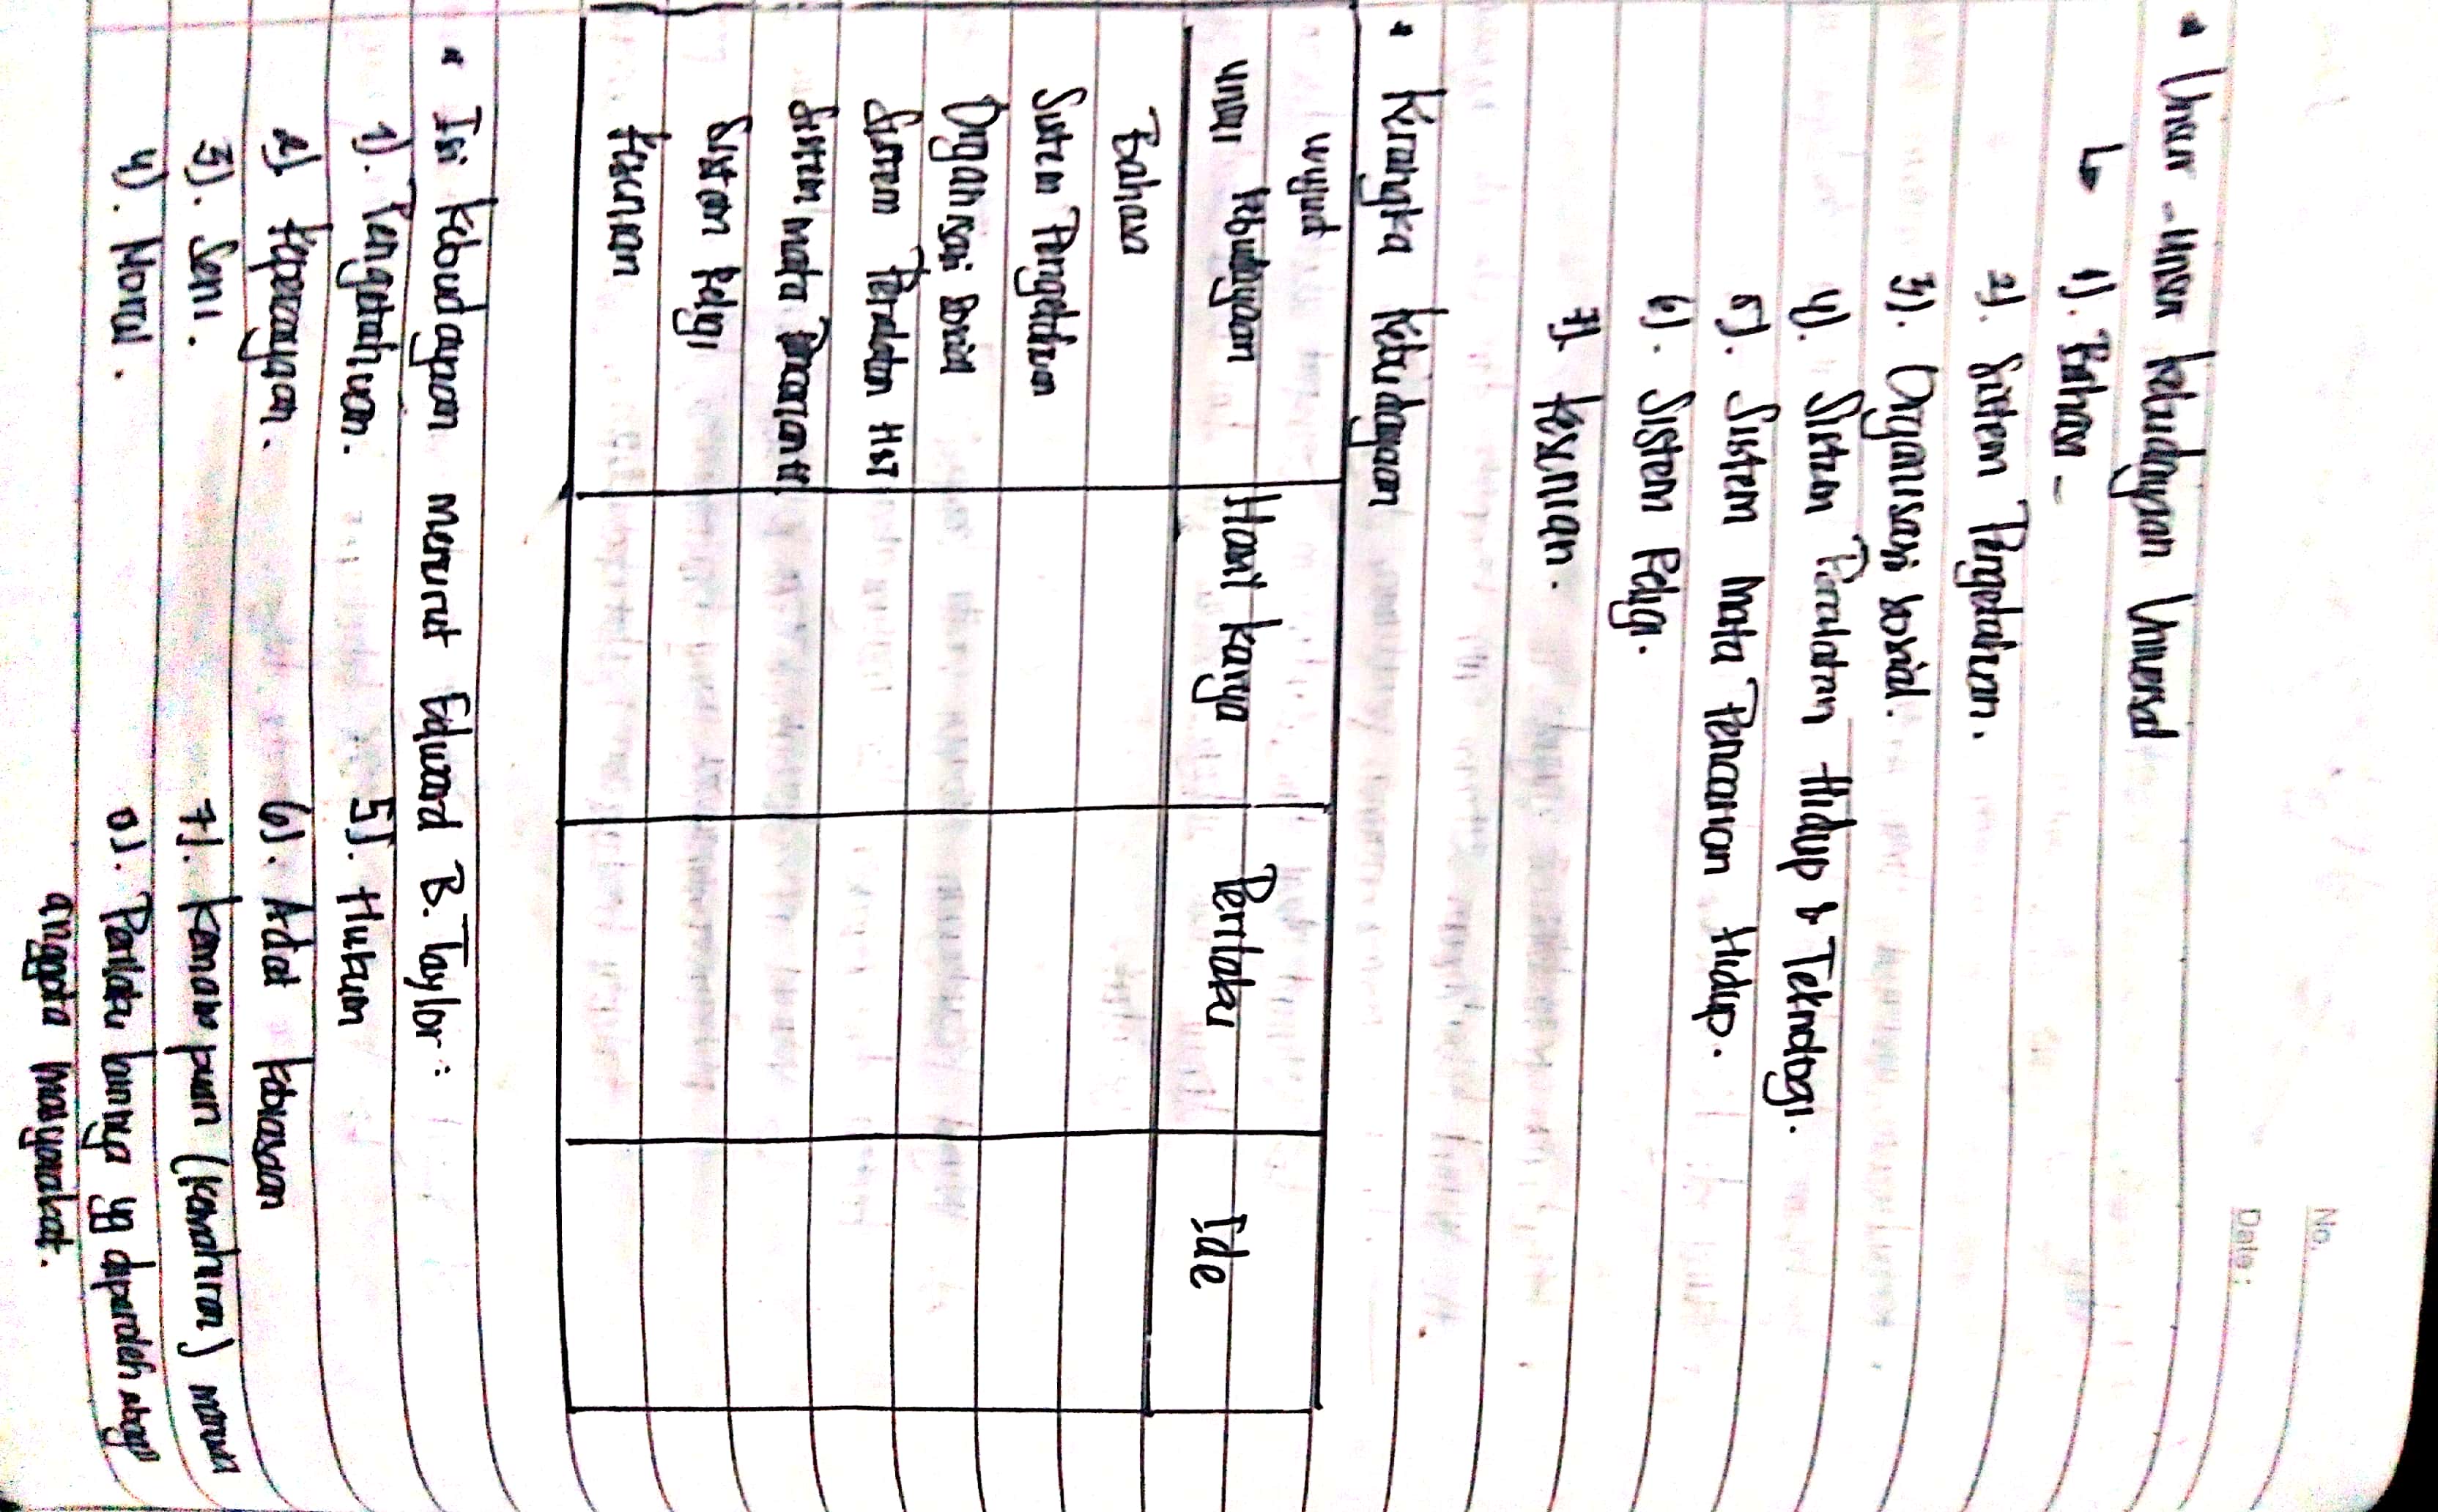 No.
Date:
• Unsur-Unsur Kebudayaan Universal
↳ 1). Bahasa -
2). Sistem Pengetahuan.
3). Organisasi sosial.
4). Sistem Peralatan Hidup & Teknologi.
5). Sistem Mata Pencarian Hidup.
6). Sistem Religi.
7). Kesenian.
• Kerangka Kebudayaan
wujud
unsur kebudayaan Hasil karya Perilaku Ide
Bahasa
Sistem Pengetahuan
Organisasi Sosial
Sistem Peralatan H&T
Sistem Mata Pencarian H
Sistem Religi
Kesenian
• Isi Kebudayaan menurut Edward B. Taylor :
1). Pengetahuan. 5). Hukum
2). Kepercayaan. 6). Adat kebiasaan
3). Seni. 7). Kemampuan (kemahiran)
4). Moral. 8). Perilaku lainnya yg diperoleh sbagai
anggota masyarakat.